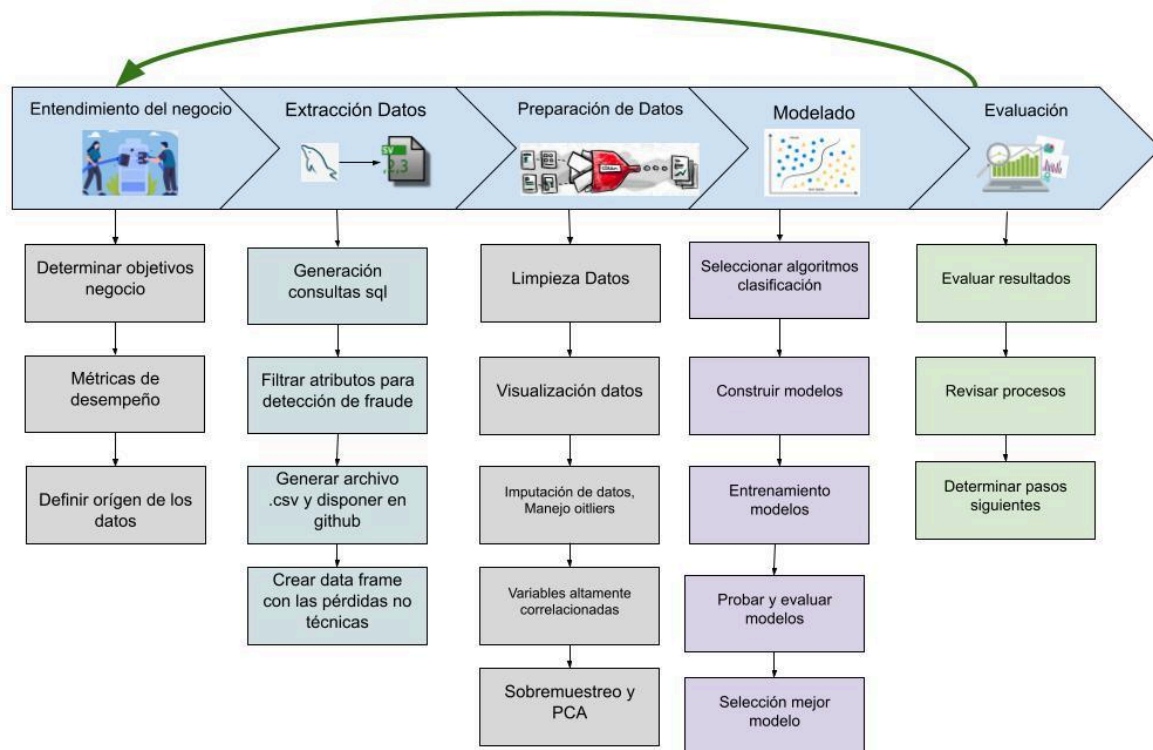 Entendimiento del negocio
Extracción Datos
Preparación de Datos
Modelado
Evaluación
SV
,2,3
Determinar objetivos
negocio
Métricas de
desempeño
Definir orígen de los
datos
Generación
consultas sql
Filtrar atributos para
detección de fraude
Generar archivo
.csv y disponer en
github
Crear data frame
con las pérdidas no
técnicas
Limpieza Datos
Visualización datos
Imputación de datos,
Manejo oitliers
Variables altamente
correlacionadas
Sobremuestreo y
PCA
Seleccionar algoritmos
clasificación
Construir modelos
Entrenamiento
modelos
Probar y evaluar
modelos
Selección mejor
modelo
Evaluar resultados
Revisar procesos
Determinar pasos
siguientes